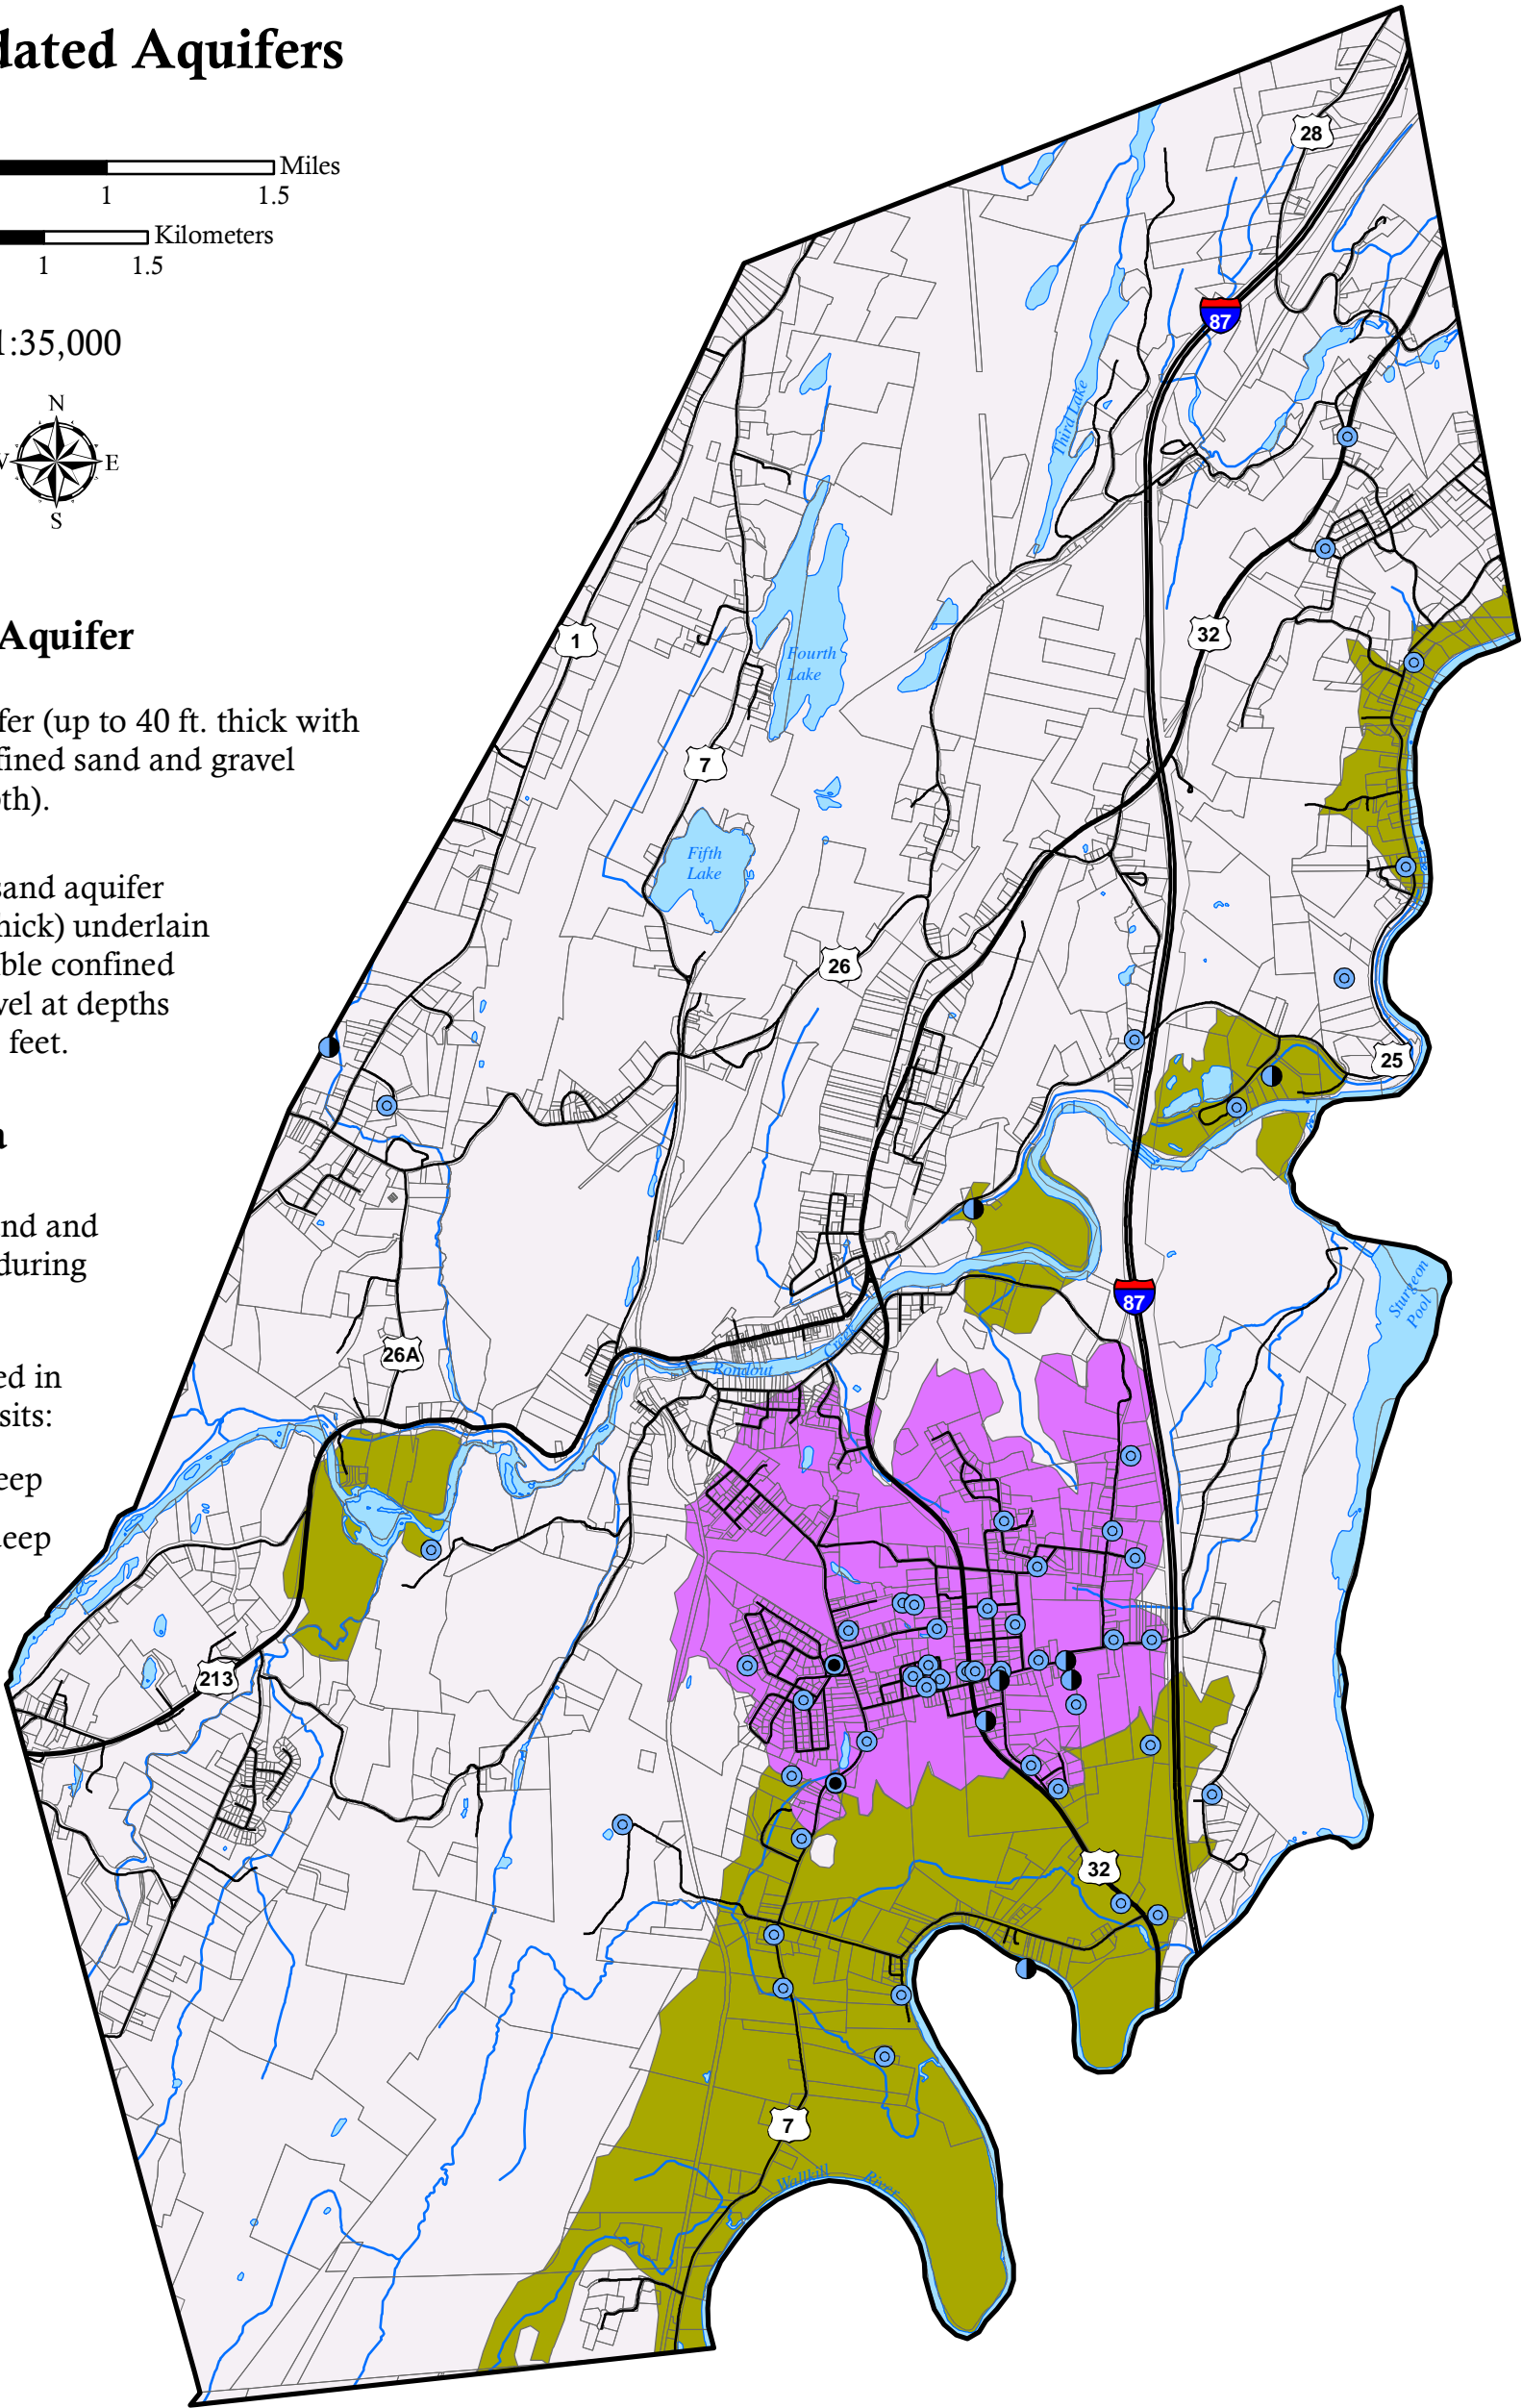 dated Aquifers
Miles
1
1.5
Kilometers
1
1.5
1:35,000
N
E
S
Aquifer
fer (up to 40 ft. thick with
fined sand and gravel
pth).
sand aquifer
hick) underlain
ble confined
vel at depths
feet.
a
nd and
during
ed in
sits:
eep
deep
28
87
Third Lake
1
32
Fourth
Lake
7
Fifth
Lake
26
25
87
Sturgeon
Pool
26A
Rondout
Creek
213
32
7
Wallkill
River